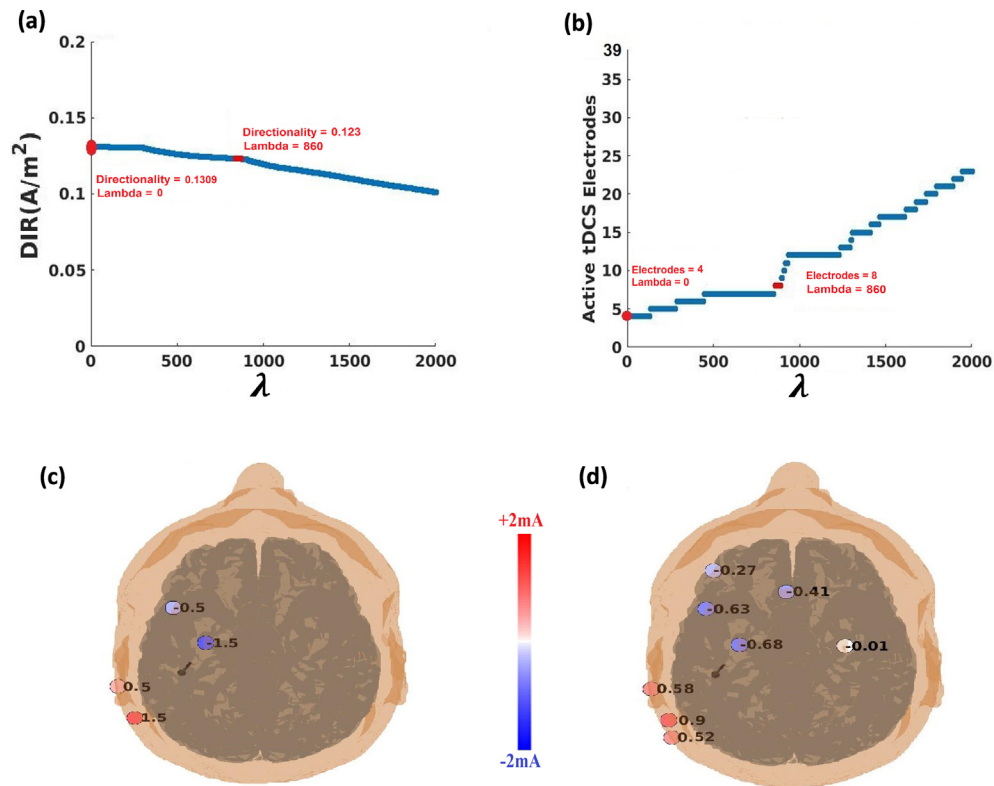 (a)
0.2
0.15
0.1
0.05
0
DIR(A/m²)
Directionality = 0.123
Lambda = 860
Directionality = 0.1309
Lambda = 0
0 500 1000 1500 2000
λ
(b)
39
35
30
25
20
15
10
5
0
Active tDCS Electrodes
Electrodes = 4
Lambda = 0
Electrodes = 8
Lambda = 860
0 500 1000 1500 2000
λ
(c)
-0.5
-1.5
0.5
1.5
+2mA
-2mA
(d)
-0.27
-0.41
-0.63
-0.68
-0.01
0.58
0.9
0.52